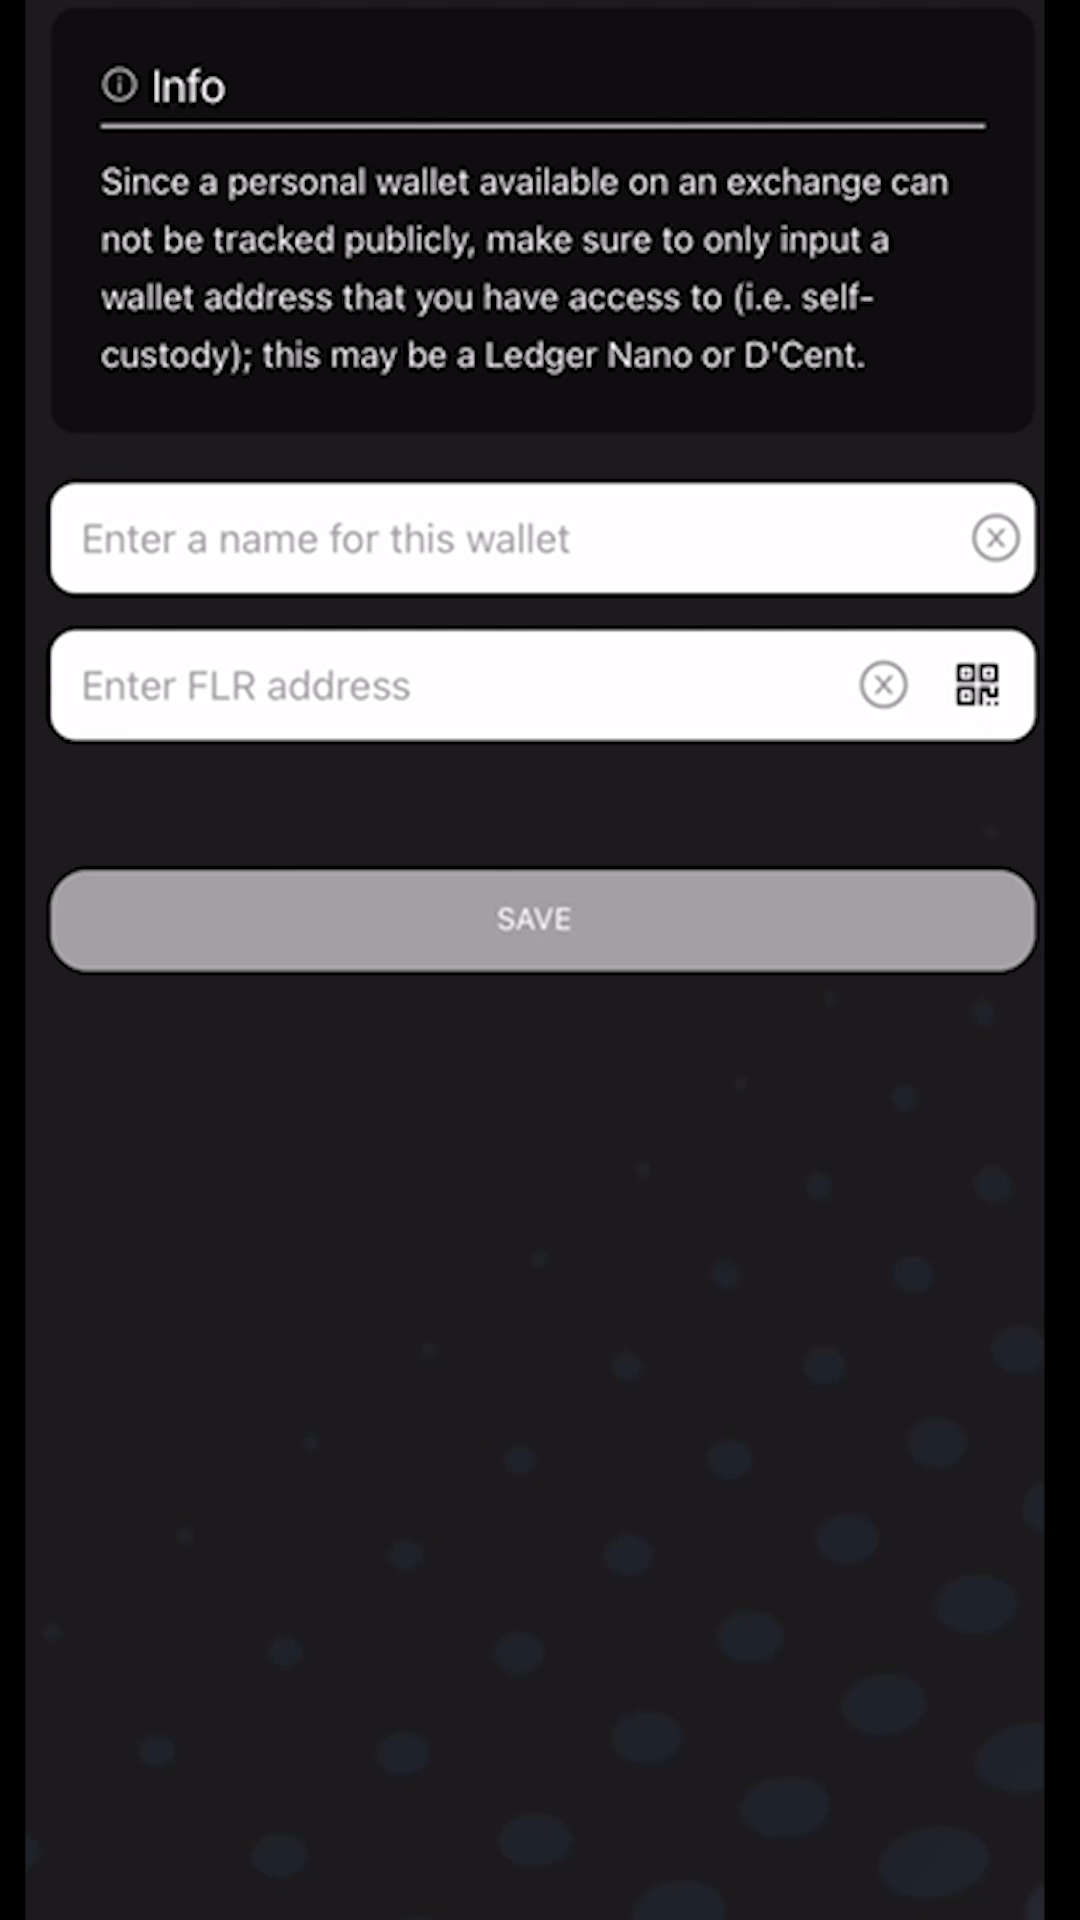 Info
Since a personal wallet available on an exchange can
not be tracked publicly, make sure to only input a
wallet address that you have access to (i.e. self-
custody); this may be a Ledger Nano or D'Cent.
Enter a name for this wallet
Enter FLR address
SAVE